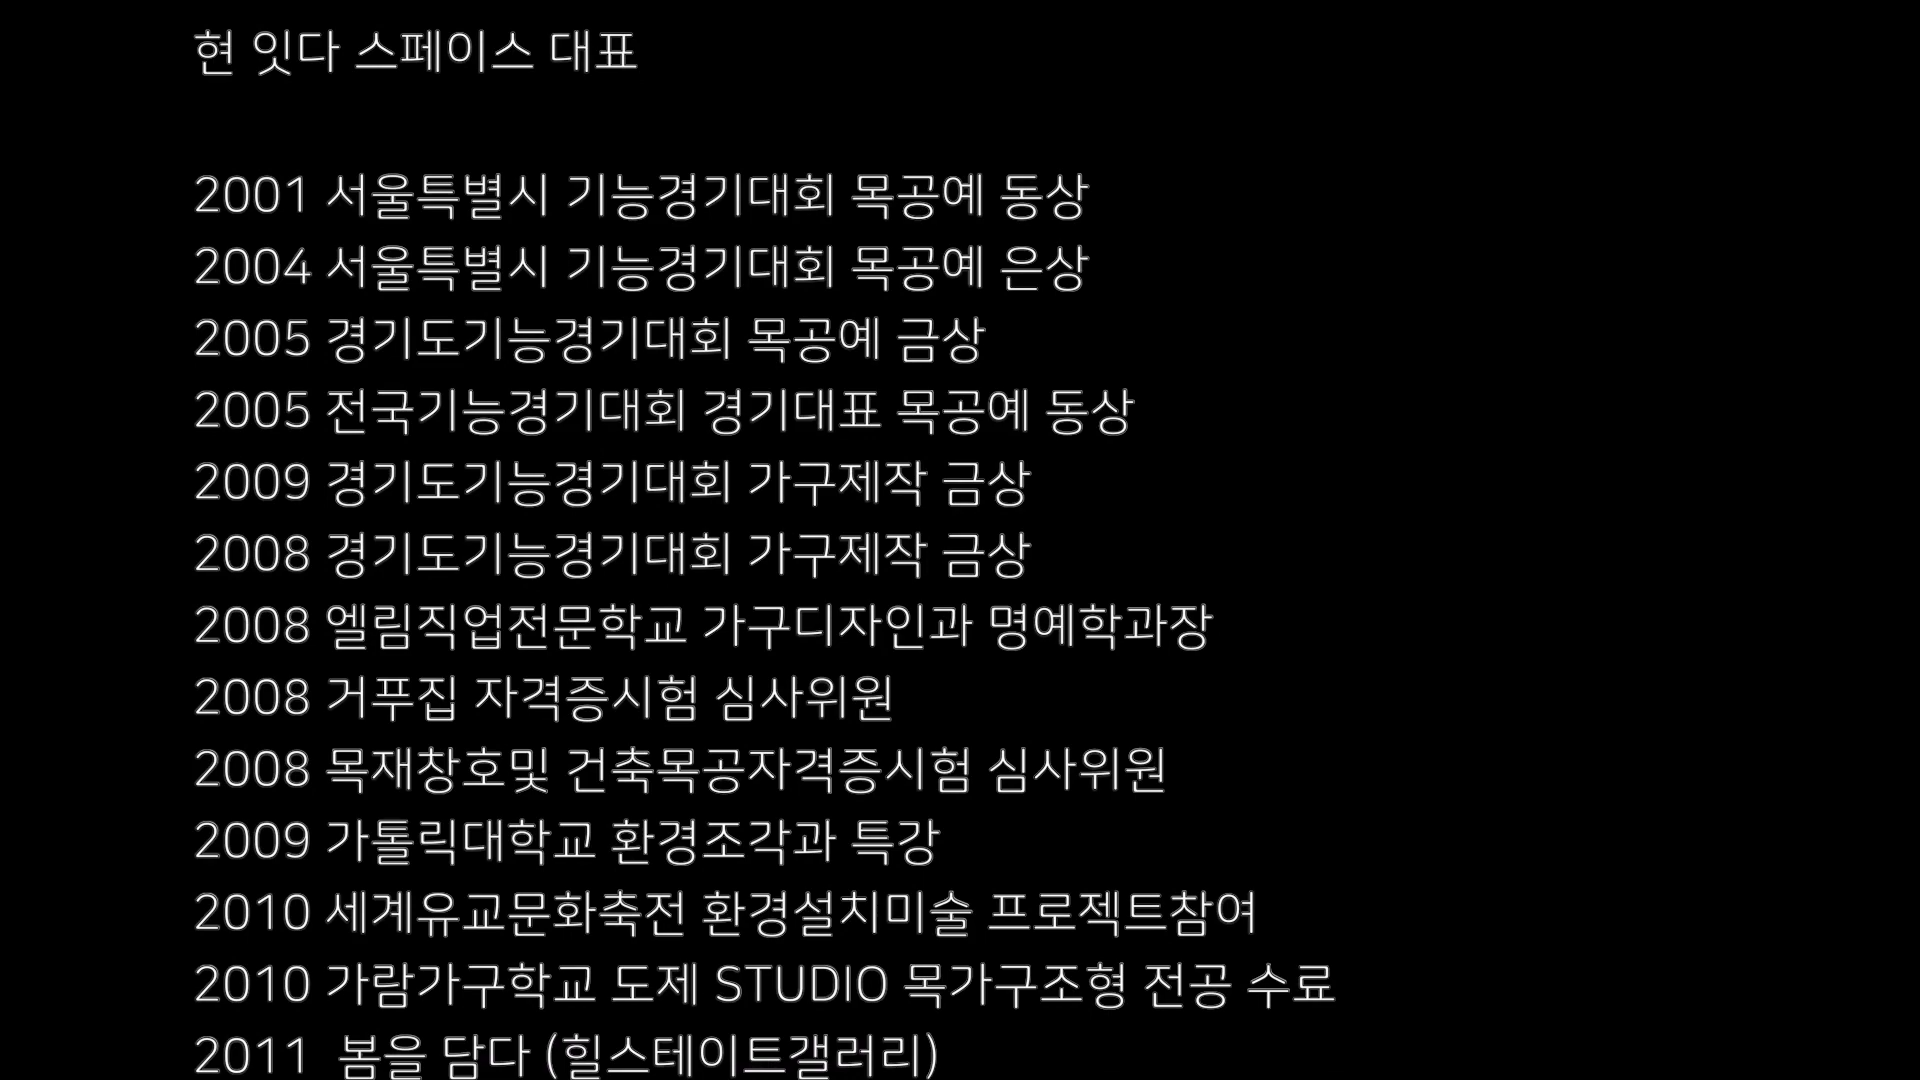 현 잇다 스페이스 대표
2001 서울특별시 기능경기대회 목공예 동상
2004 서울특별시 기능경기대회 목공예 은상
2005 경기도기능경기대회 목공예 금상
2005 전국기능경기대회 경기대표 목공예 동상
2009 경기도기능경기대회 가구제작 금상
2008 경기도기능경기대회 가구제작 금상
2008 엘림직업전문학교 가구디자인과 명예학과장
2008 거푸집 자격증시험 심사위원
2008 목재창호및 건축목공자격증시험 심사위원
2009 가톨릭대학교 환경조각과 특강
2010 세계유교문화축전 환경설치미술 프로젝트참여
2010 가람가구학교 도제 STUDIO 목가구조형 전공 수료
2011 봄을 담다 (힐스테이트갤러리)